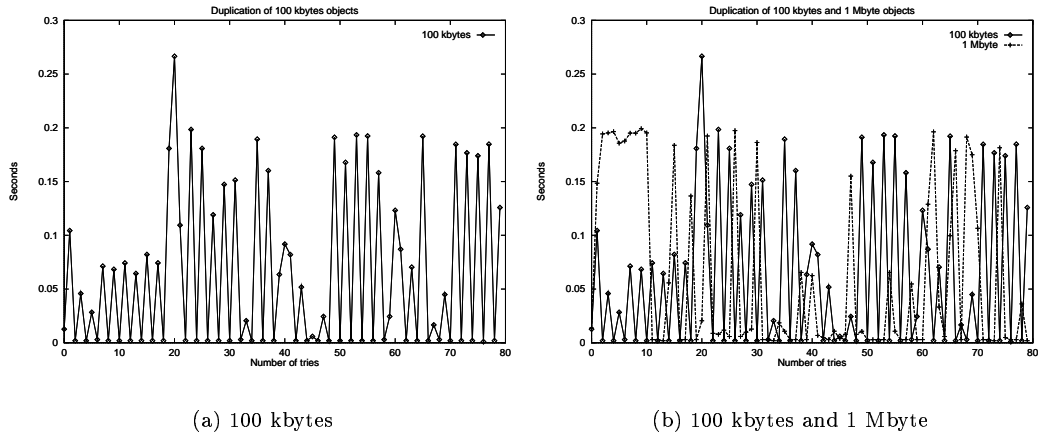 Duplication of 100 kbytes objects
0.3
0.25
0.2
0.15
0.1
0.05
0
Seconds
100 kbytes
0 10 20 30 40 50 60 70 80
Number of tries
(a) 100 kbytes
Duplication of 100 kbytes and 1 Mbyte objects
0.3
0.25
0.2
0.15
0.1
0.05
0
Seconds
100 kbytes
1 Mbyte
0 10 20 30 40 50 60 70 80
Number of tries
(b) 100 kbytes and 1 Mbyte